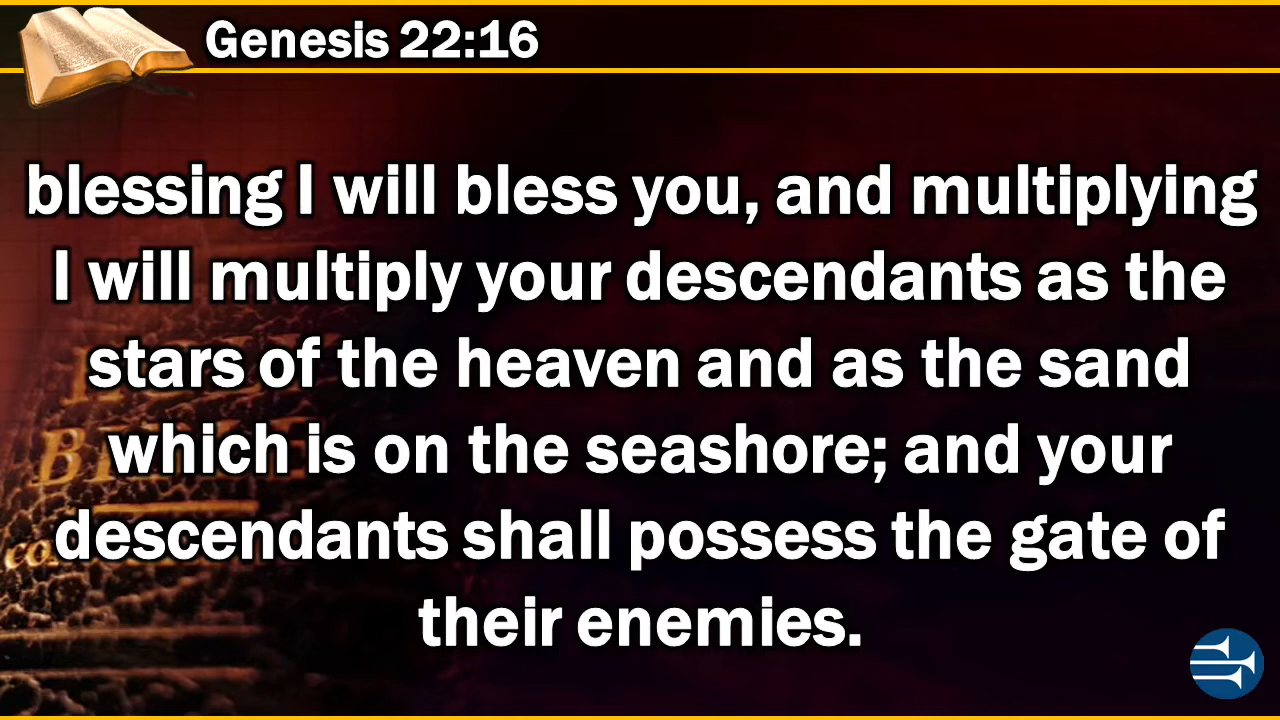 Genesis 22:16
blessing I will bless you, and multiplying
I will multiply your descendants as the
stars of the heaven and as the sand
which is on the seashore; and your
descendants shall possess the gate of
their enemies.